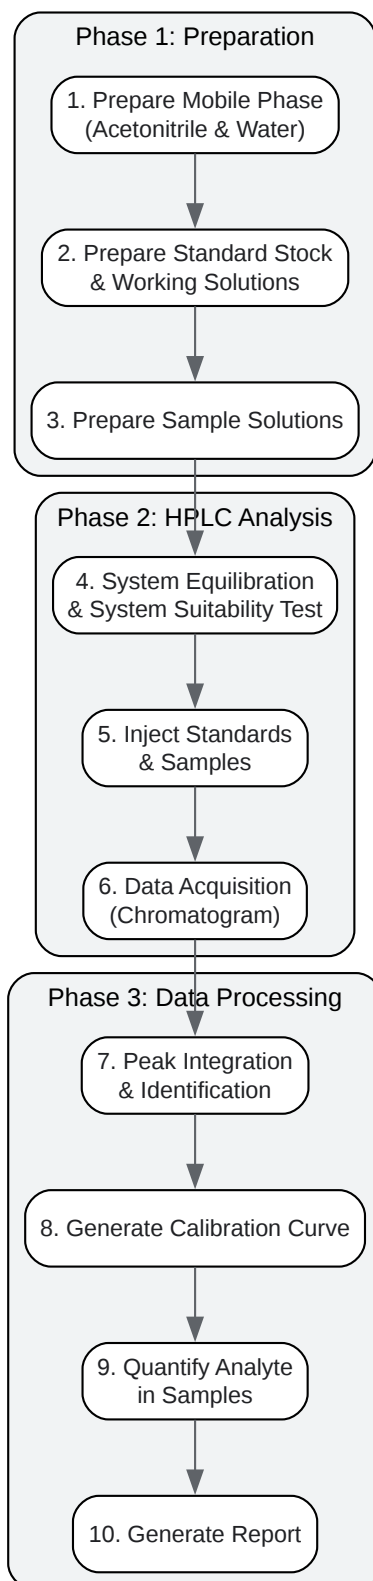 Phase 1: Preparation
1. Prepare Mobile Phase
(Acetonitrile & Water)
2. Prepare Standard Stock
& Working Solutions
3. Prepare Sample Solutions
Phase 2: HPLC Analysis
4. System Equilibration
& System Suitability Test
5. Inject Standards
& Samples
6. Data Acquisition
(Chromatogram)
Phase 3: Data Processing
7. Peak Integration
& Identification
8. Generate Calibration Curve
9. Quantify Analyte
in Samples
10. Generate Report